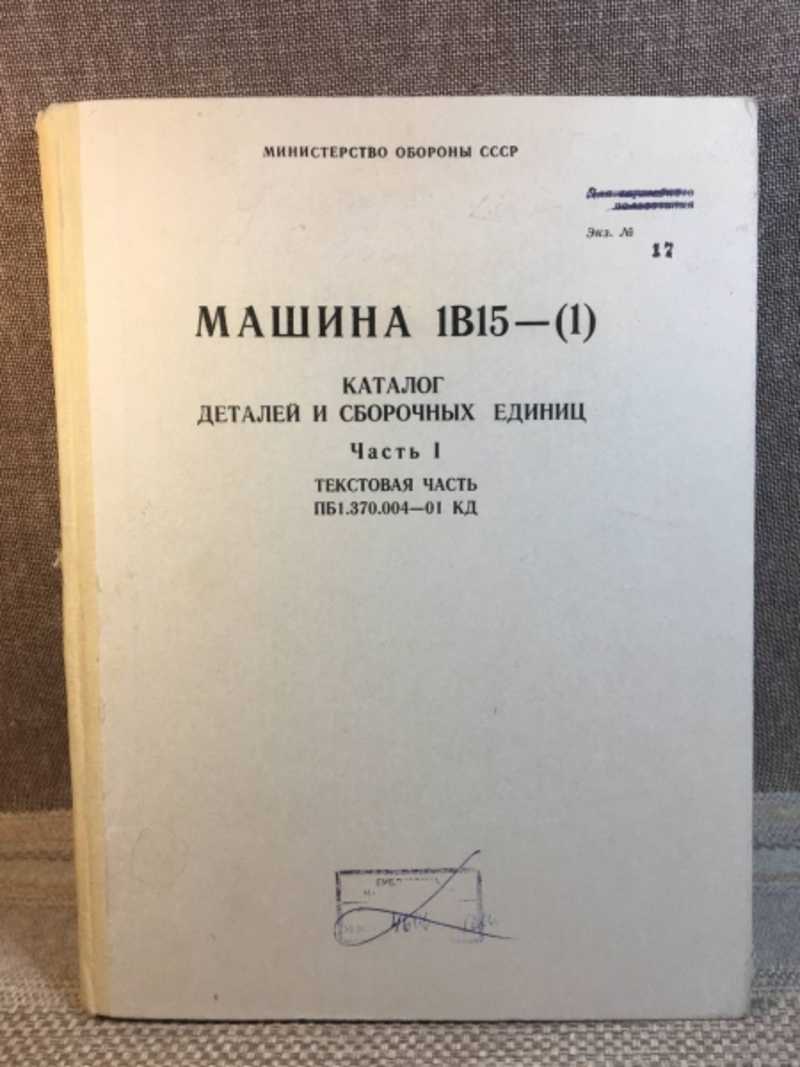 МИНИСТЕРСТВО ОБОРОНЫ СССР
Экз. №
17
МАШИНА 1В15—(1)
КАТАЛОГ
ДЕТАЛЕЙ И СБОРОЧНЫХ ЕДИНИЦ
Часть I
ТЕКСТОВАЯ ЧАСТЬ
ПБ1.370.004—01 КД